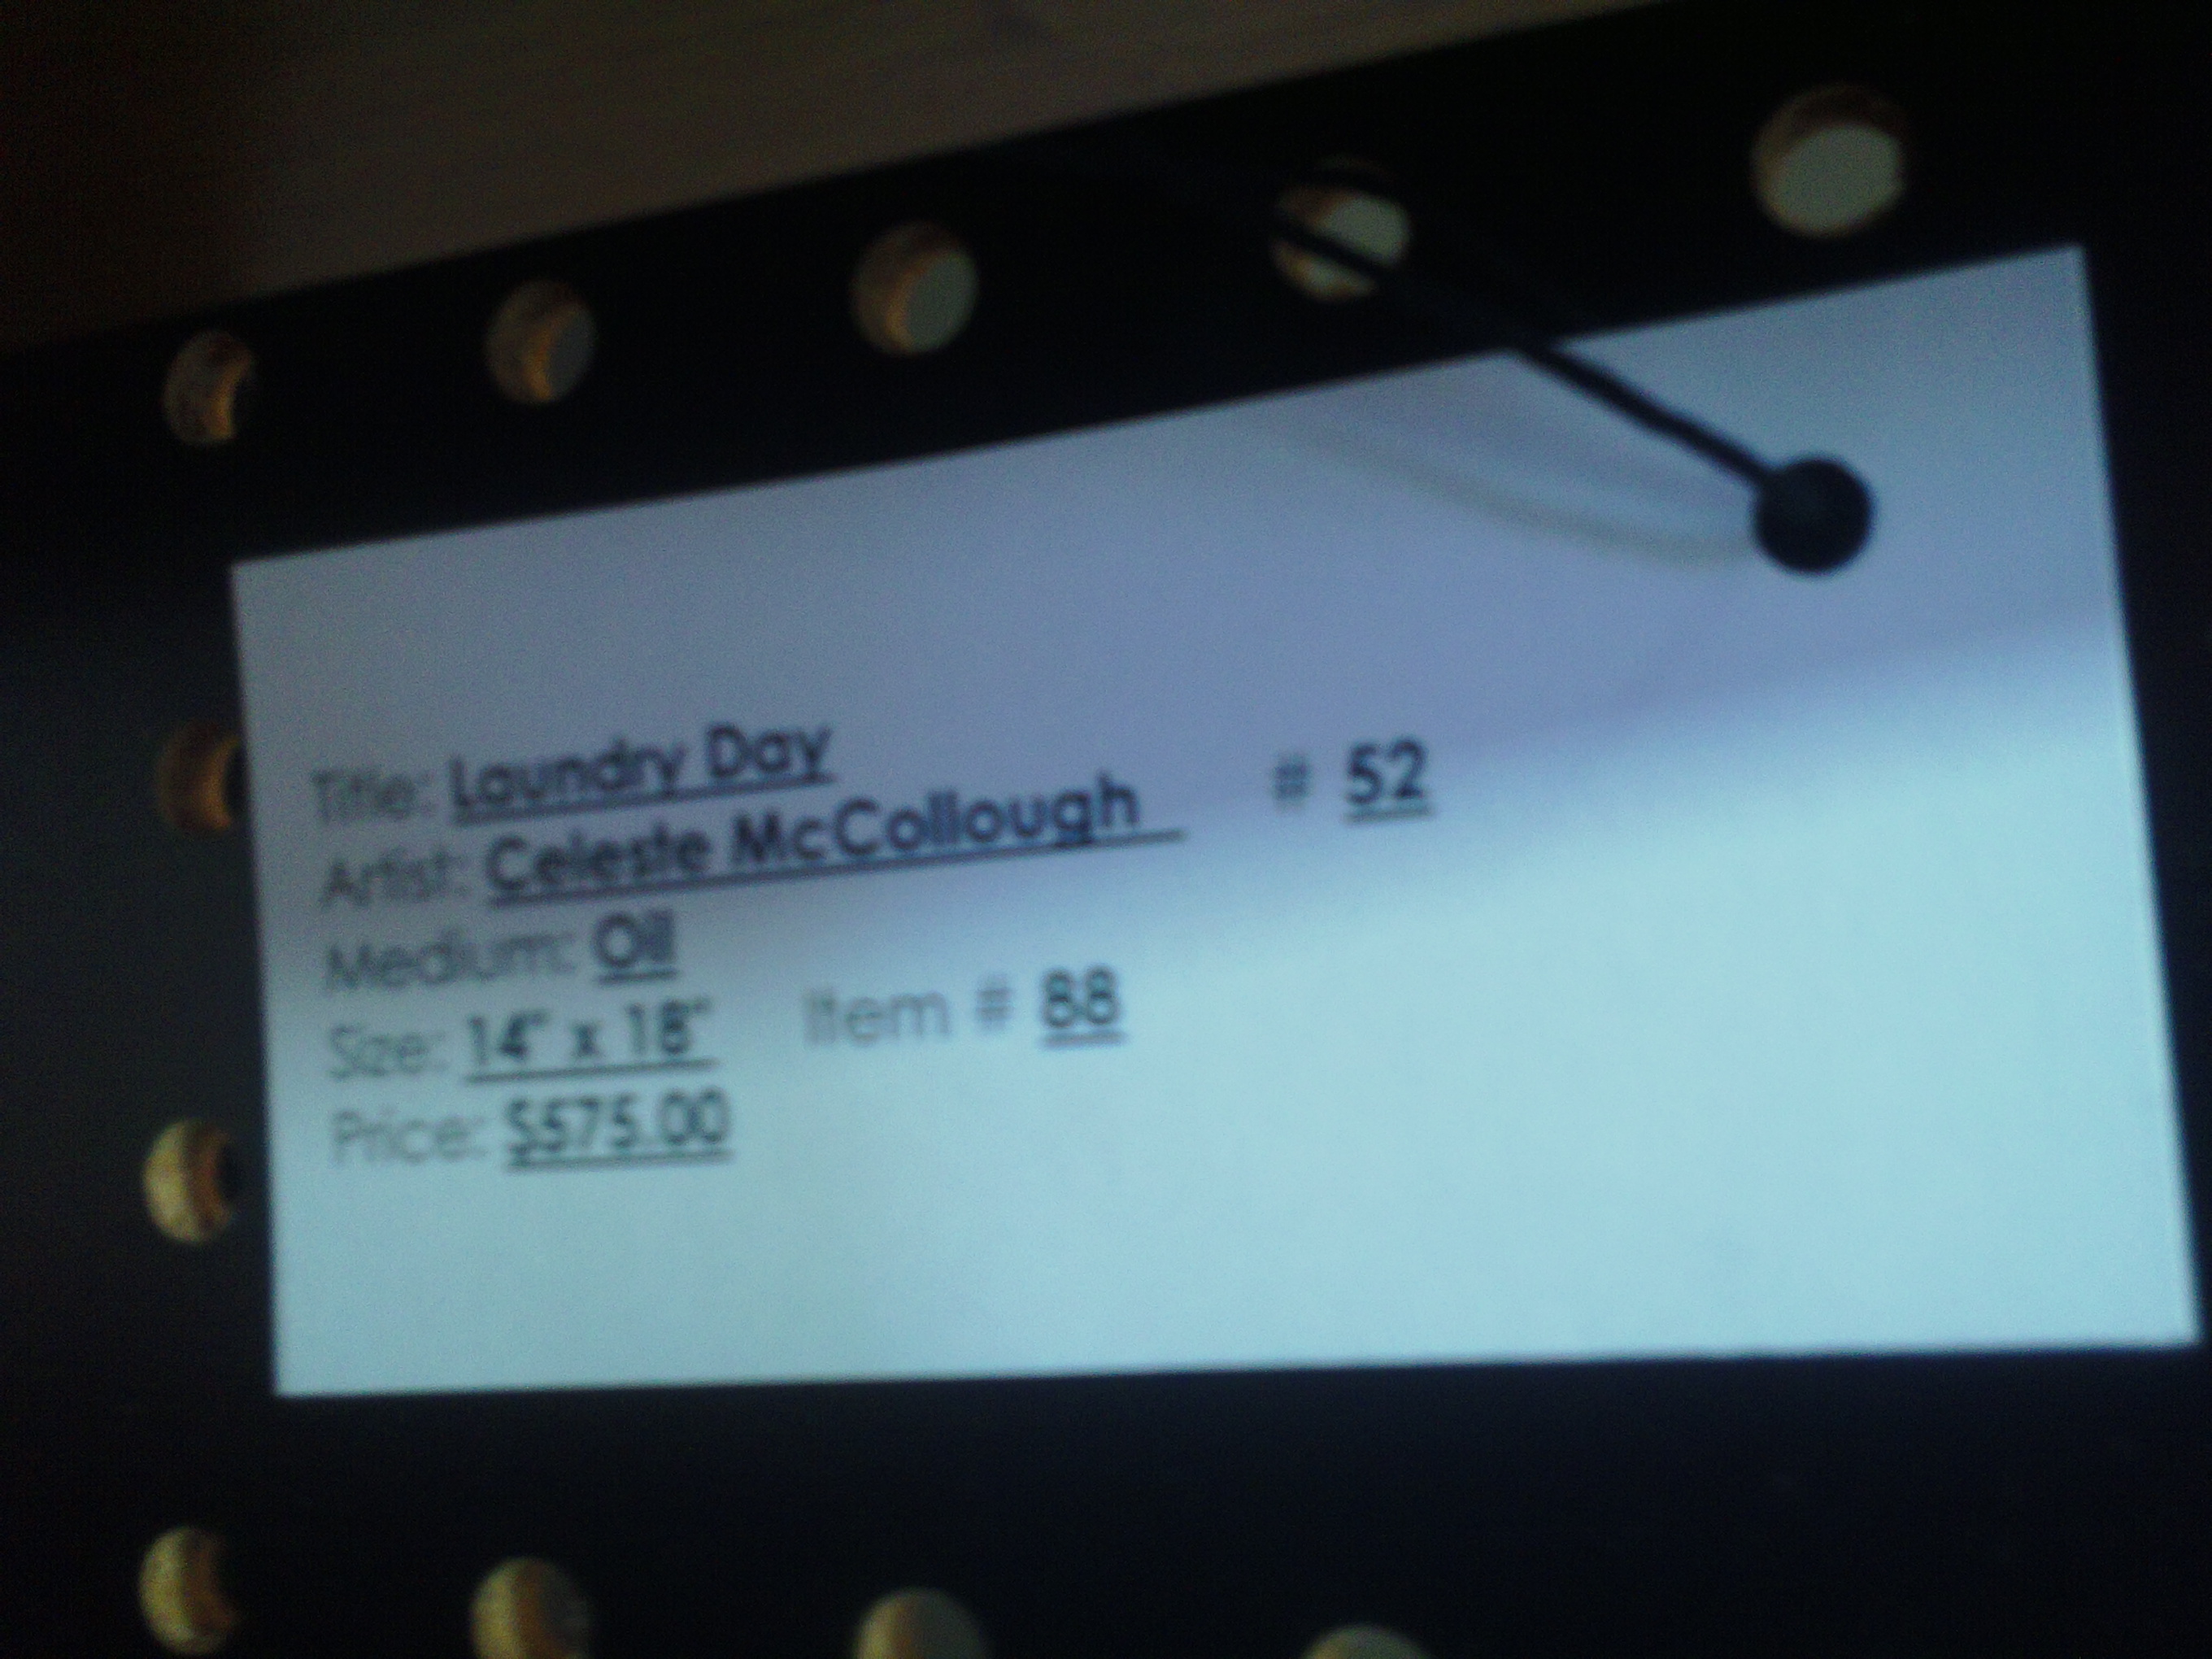 Title: Laundry Day
Artist: Celeste McCollough # 52
Medium: Oil
Size: 14" x 18" Item # 88
Price: $575.00